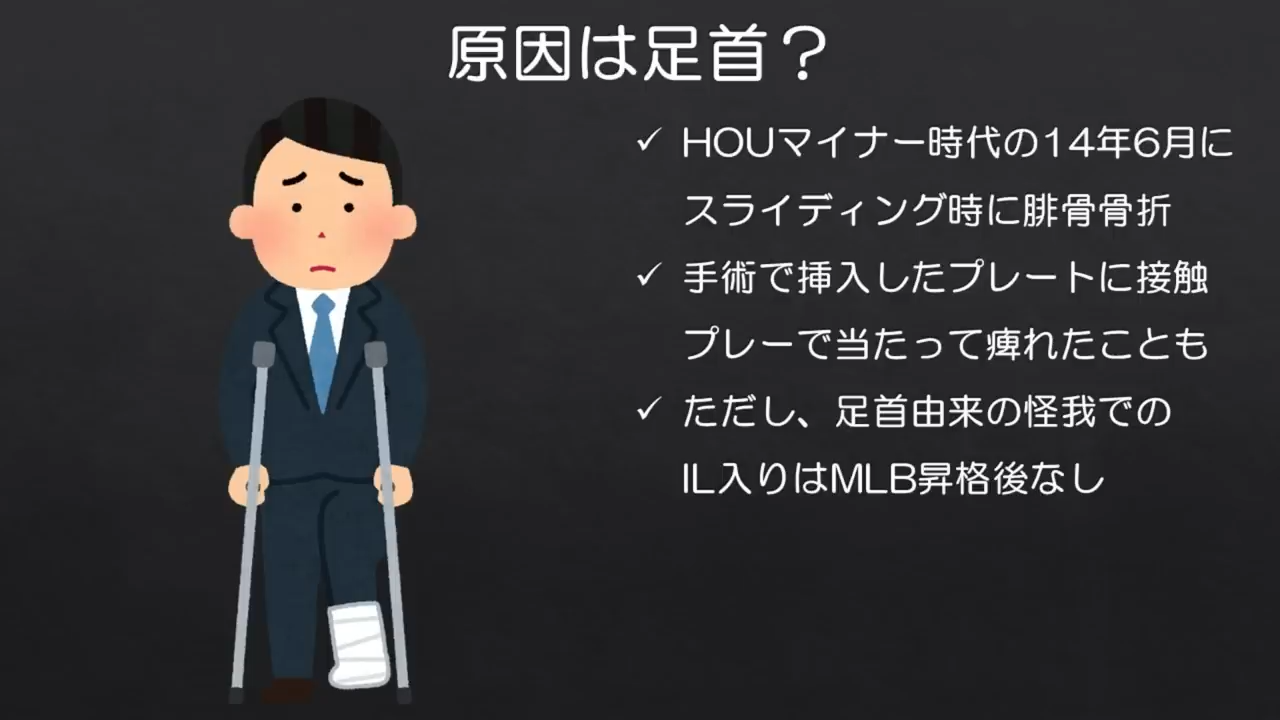 原因は足首？
✓ HOUマイナー時代の14年6月に
スライディング時に腓骨骨折
✓ 手術で挿入したプレートに接触
プレーで当たって痺れたことも
✓ ただし、足首由来の怪我での
IL入りはMLB昇格後なし